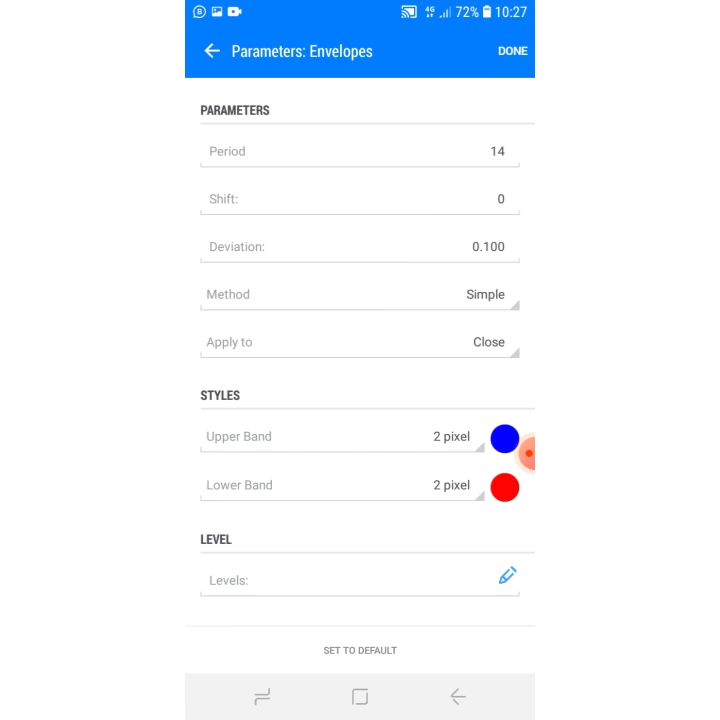 B 4G 72% 10:27
Parameters: Envelopes DONE
PARAMETERS
Period 14
Shift: 0
Deviation: 0.100
Method Simple
Apply to Close
STYLES
Upper Band 2 pixel
Lower Band 2 pixel
LEVEL
Levels:
SET TO DEFAULT